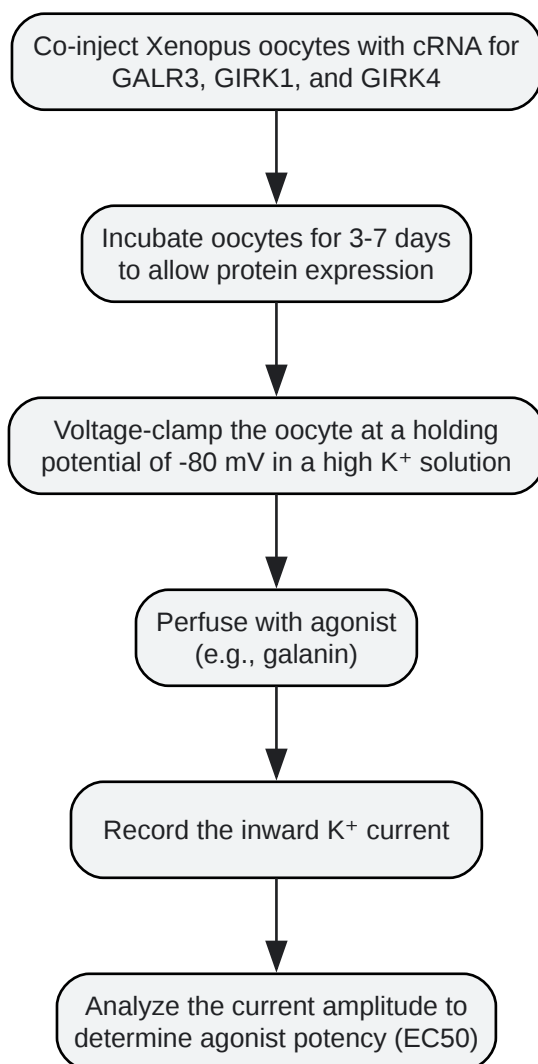 Co-inject Xenopus oocytes with cRNA for
GALR3, GIRK1, and GIRK4
Incubate oocytes for 3-7 days
to allow protein expression
Voltage-clamp the oocyte at a holding
potential of -80 mV in a high K⁺ solution
Perfuse with agonist
(e.g., galanin)
Record the inward K⁺ current
Analyze the current amplitude to
determine agonist potency (EC50)